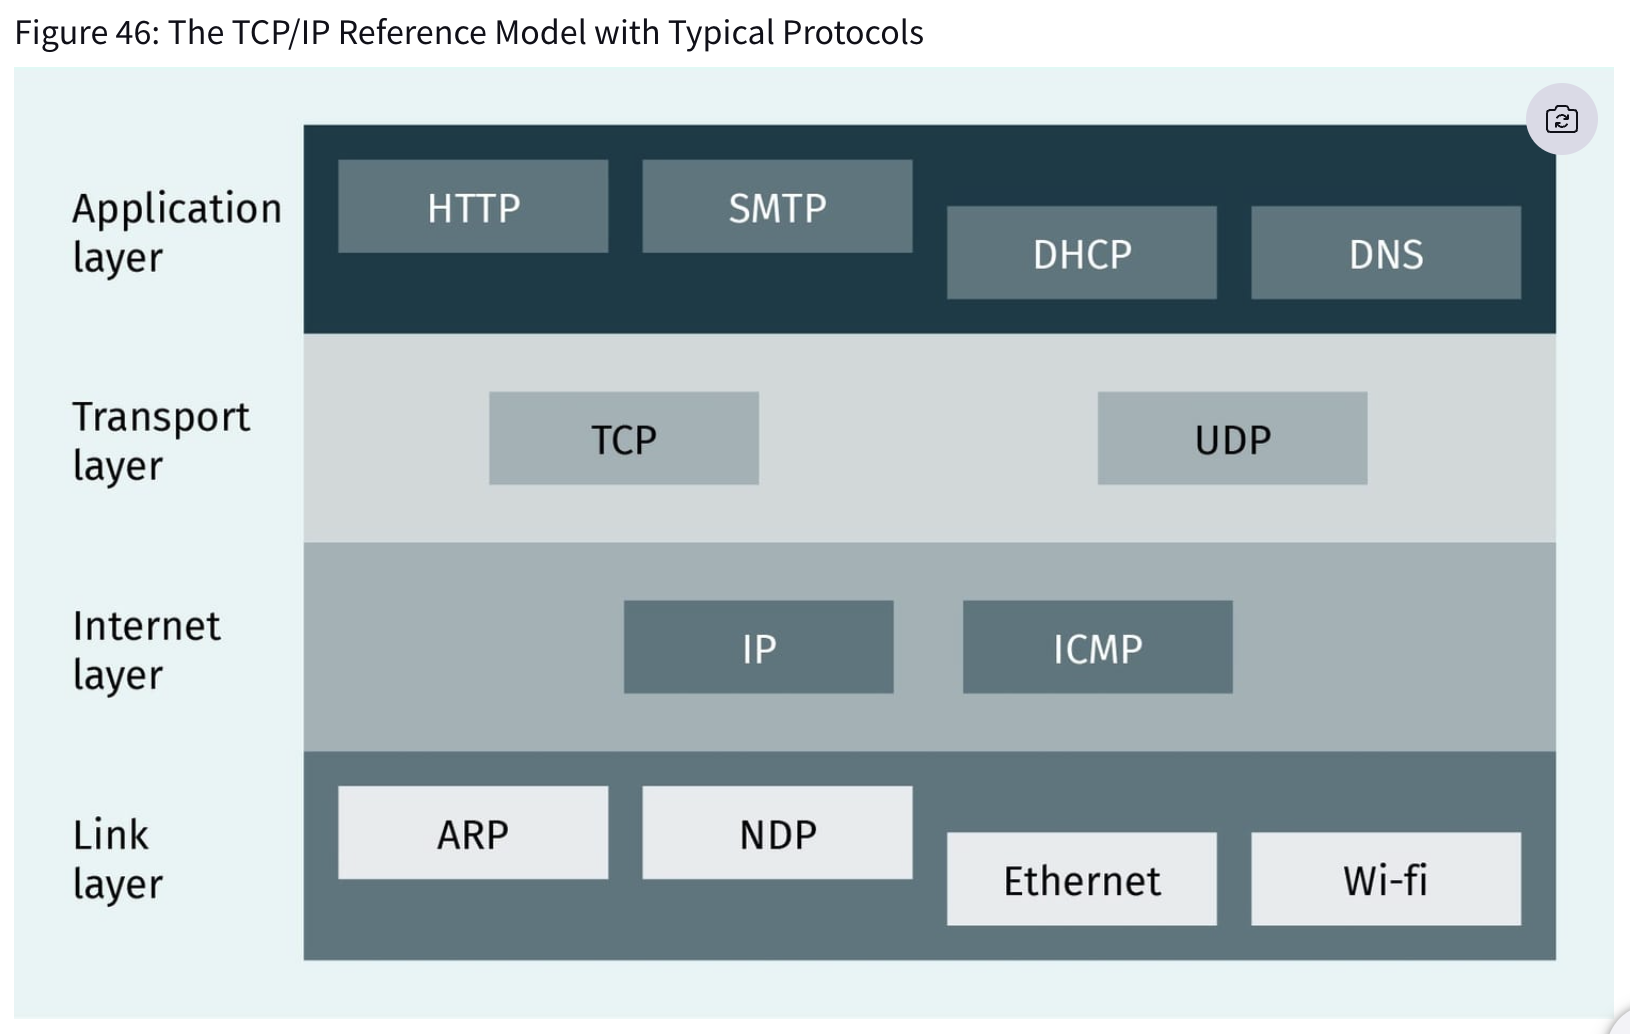 Figure 46: The TCP/IP Reference Model with Typical Protocols
Application
layer
HTTP
SMTP
DHCP
DNS
Transport
layer
TCP
UDP
Internet
layer
IP
ICMP
Link
layer
ARP
NDP
Ethernet
Wi-fi